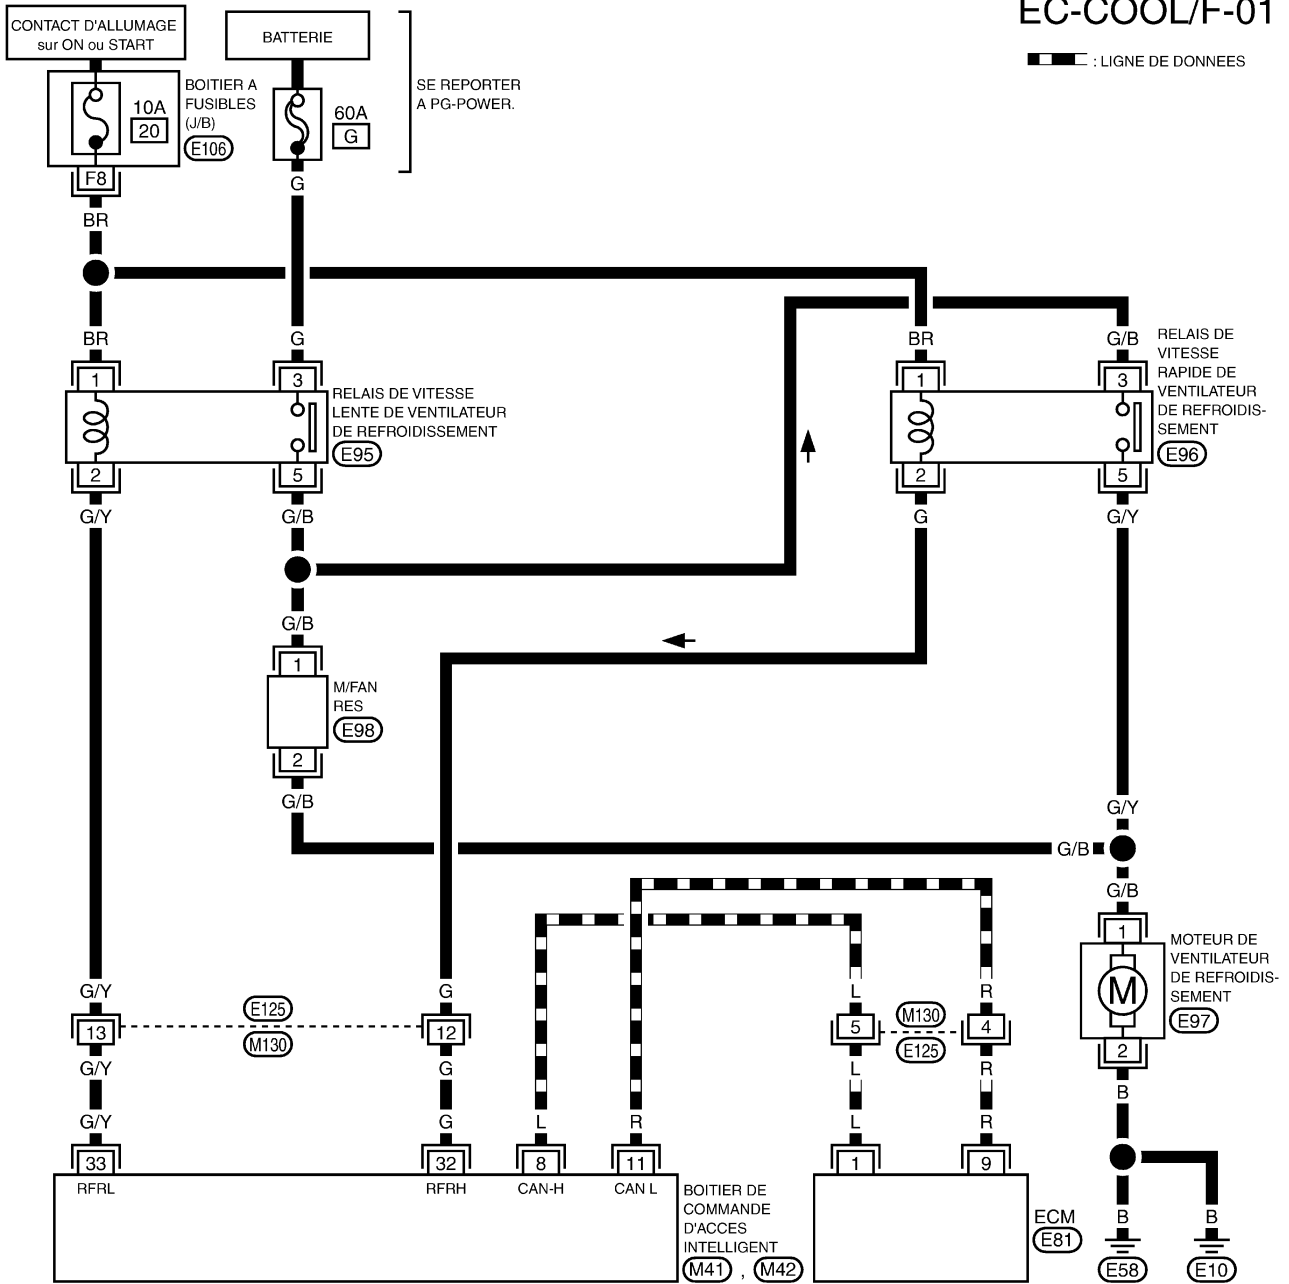 EC-COOL/F-01
: LIGNE DE DONNEES
CONTACT D'ALLUMAGE
sur ON ou START
BATTERIE
10A
20
BOITIER A
FUSIBLES
(J/B)
E106
60A
G
SE REPORTER
A PG-POWER.
F8
G
BR
BR
G
BR
G/B
1
3
RELAIS DE VITESSE
LENTE DE VENTILATEUR
DE REFROIDISSEMENT
E95
2
5
G/Y
G/B
1
3
RELAIS DE
VITESSE
RAPIDE DE
VENTILATEUR
DE REFROIDIS-
SEMENT
E96
2
5
G
G/Y
G/B
1
M/FAN
RES
E98
2
G/B
G/Y
G/B
G/B
1
MOTEUR DE
VENTILATEUR
DE REFROIDIS-
SEMENT
E97
M
2
B
G/Y
G
L
R
13
E125
M130
12
5
M130
E125
4
G/Y
G
L
R
G/Y
G
L
R
L
R
33
32
8
11
1
9
RFRL
RFRH
CAN-H
CAN L
BOITIER DE
COMMANDE
D'ACCES
INTELLIGENT
M41 , M42
ECM
E81
B
B
E58
E10